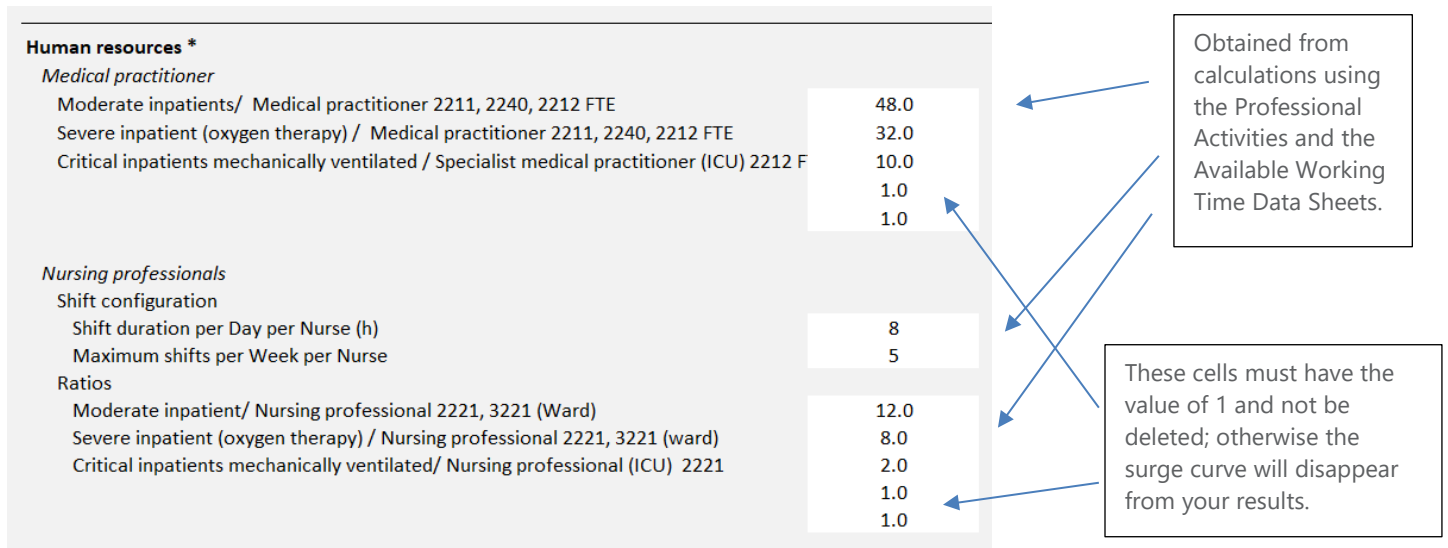 Human resources *
Medical practitioner
Moderate inpatients/ Medical practitioner 2211, 2240, 2212 FTE 48.0
Severe inpatient (oxygen therapy) / Medical practitioner 2211, 2240, 2212 FTE 32.0
Critical inpatients mechanically ventilated / Specialist medical practitioner (ICU) 2212 F 10.0
1.0
1.0
Nursing professionals
Shift configuration
Shift duration per Day per Nurse (h) 8
Maximum shifts per Week per Nurse 5
Ratios
Moderate inpatient/ Nursing professional 2221, 3221 (Ward) 12.0
Severe inpatient (oxygen therapy) / Nursing professional 2221, 3221 (ward) 8.0
Critical inpatients mechanically ventilated/ Nursing professional (ICU) 2221 2.0
1.0
1.0
Obtained from
calculations using
the Professional
Activities and the
Available Working
Time Data Sheets.
These cells must have the
value of 1 and not be
deleted; otherwise the
surge curve will disappear
from your results.